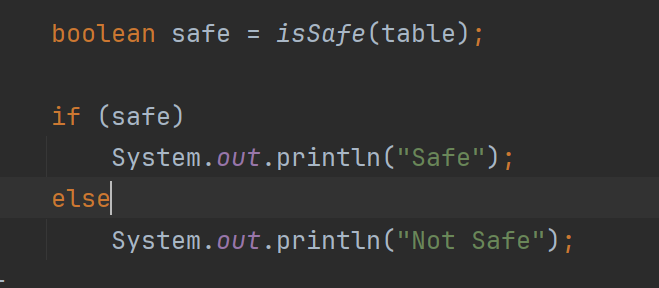 boolean safe = isSafe(table);
if (safe)
System.out.println("Safe");
else
System.out.println("Not Safe");